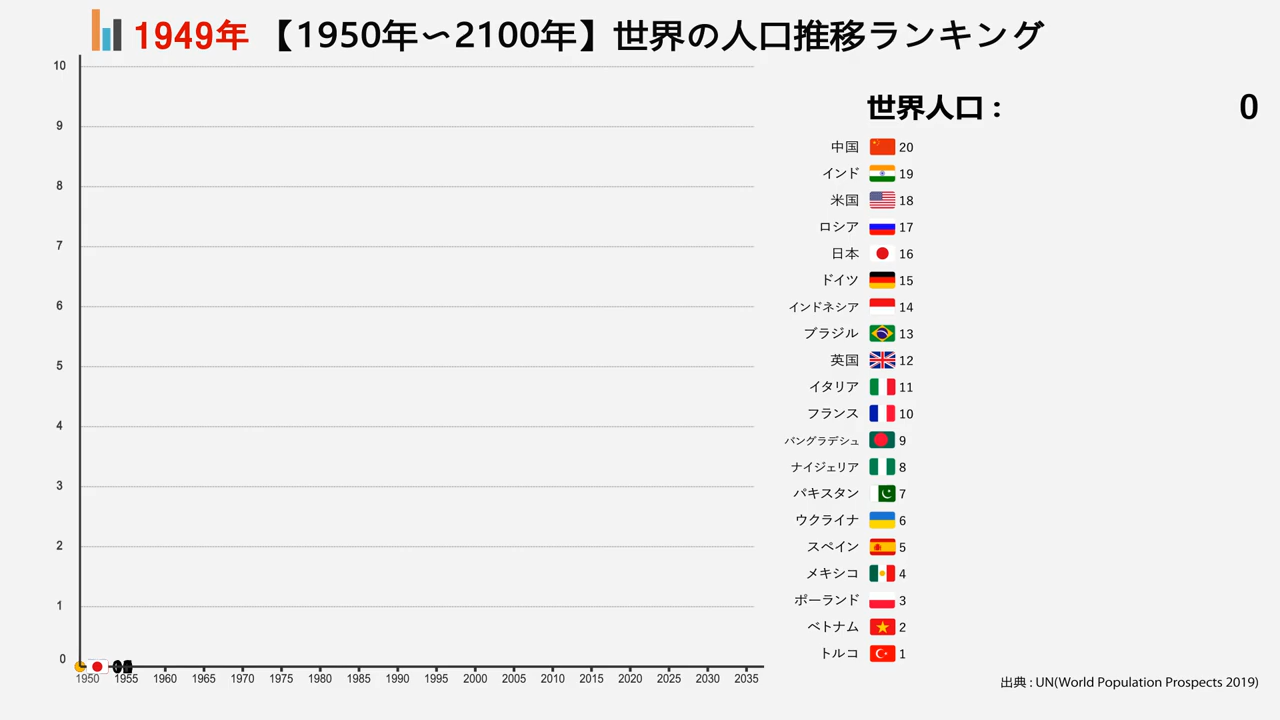 1949年 【1950年〜2100年】世界の人口推移ランキング
世界人口 : 0
10
9
8
7
6
5
4
3
2
1
0
1950 1955 1960 1965 1970 1975 1980 1985 1990 1995 2000 2005 2010 2015 2020 2025 2030 2035
中国 20
インド 19
米国 18
ロシア 17
日本 16
ドイツ 15
インドネシア 14
ブラジル 13
英国 12
イタリア 11
フランス 10
バングラデシュ 9
ナイジェリア 8
パキスタン 7
ウクライナ 6
スペイン 5
メキシコ 4
ポーランド 3
ベトナム 2
トルコ 1
出典 : UN(World Population Prospects 2019)